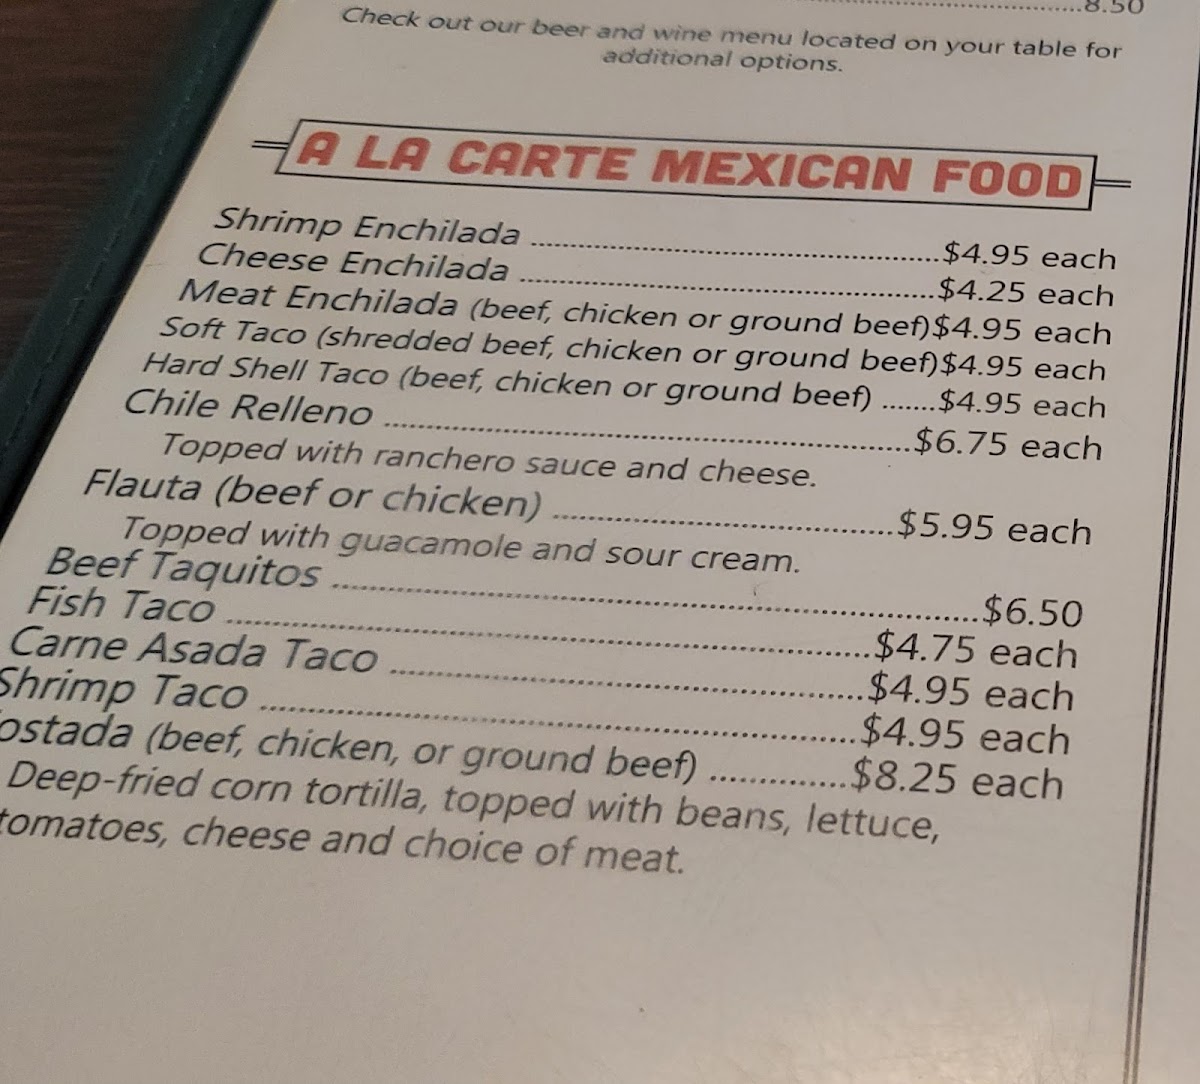 8.50
Check out our beer and wine menu located on your table for
additional options.
A LA CARTE MEXICAN FOOD
Shrimp Enchilada ........................................$4.95 each
Cheese Enchilada ........................................$4.25 each
Meat Enchilada (beef, chicken or ground beef)$4.95 each
Soft Taco (shredded beef, chicken or ground beef)$4.95 each
Hard Shell Taco (beef, chicken or ground beef) .......$4.95 each
Chile Relleno ........................................$6.75 each
Topped with ranchero sauce and cheese.
Flauta (beef or chicken) ........................................$5.95 each
Topped with guacamole and sour cream.
Beef Taquitos ........................................$6.50
Fish Taco ........................................$4.75 each
Carne Asada Taco ........................................$4.95 each
Shrimp Taco ........................................$4.95 each
ostada (beef, chicken, or ground beef) ..............$8.25 each
Deep-fried corn tortilla, topped with beans, lettuce,
tomatoes, cheese and choice of meat.